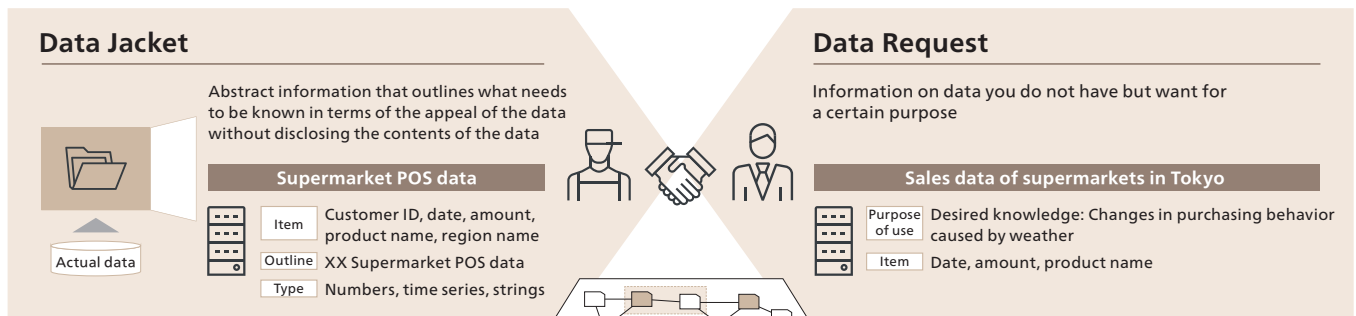 Data Jacket
Abstract information that outlines what needs
to be known in terms of the appeal of the data
without disclosing the contents of the data
Actual data
Supermarket POS data
Item
Customer ID, date, amount,
product name, region name
Outline
XX Supermarket POS data
Type
Numbers, time series, strings
Data Request
Information on data you do not have but want for
a certain purpose
Sales data of supermarkets in Tokyo
Purpose
of use
Desired knowledge: Changes in purchasing behavior
caused by weather
Item
Date, amount, product name